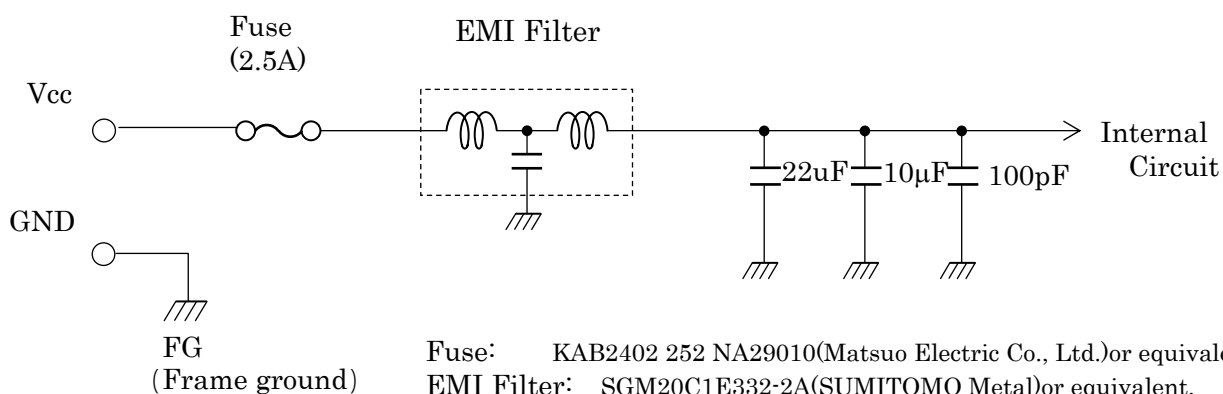 Fuse
(2.5A)
EMI Filter
Vcc
Internal
Circuit
22uF
10μF
100pF
GND
FG
(Frame ground)
Fuse: KAB2402 252 NA29010(Matsuo Electric Co., Ltd.)or equivale
EMI Filter: SGM20C1E332-2A(SUMITOMO Metal)or equivalent.